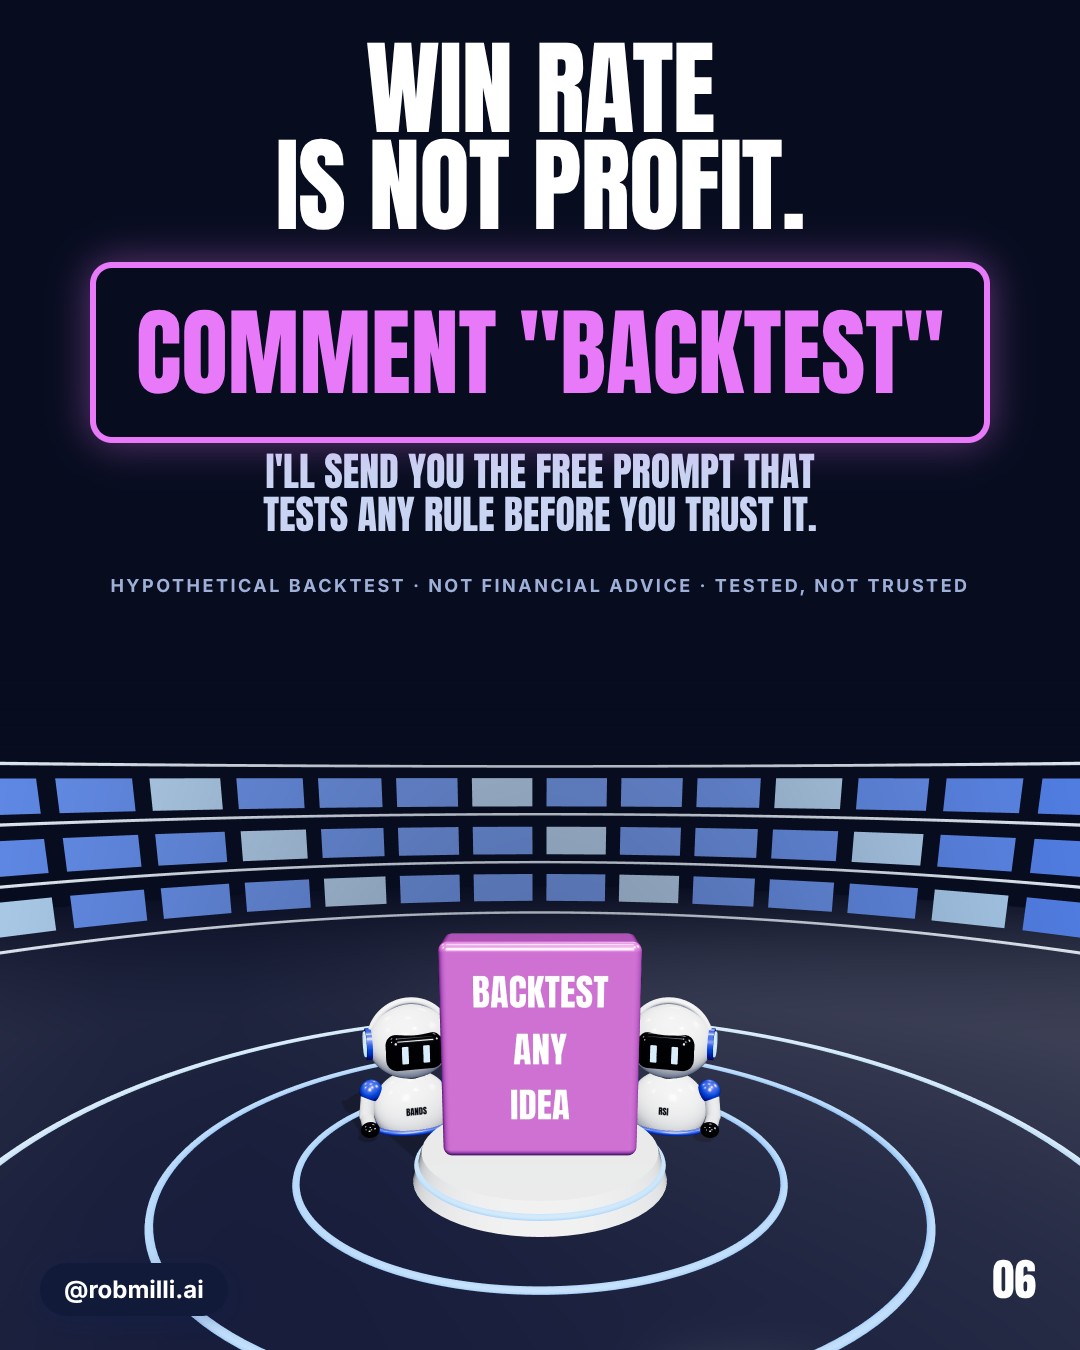 WIN RATE
IS NOT PROFIT.
COMMENT "BACKTEST"
I'LL SEND YOU THE FREE PROMPT THAT
TESTS ANY RULE BEFORE YOU TRUST IT.
HYPOTHETICAL BACKTEST · NOT FINANCIAL ADVICE · TESTED, NOT TRUSTED
BACKTEST
ANY
IDEA
BANDS
RSI
@robmilli.ai
06